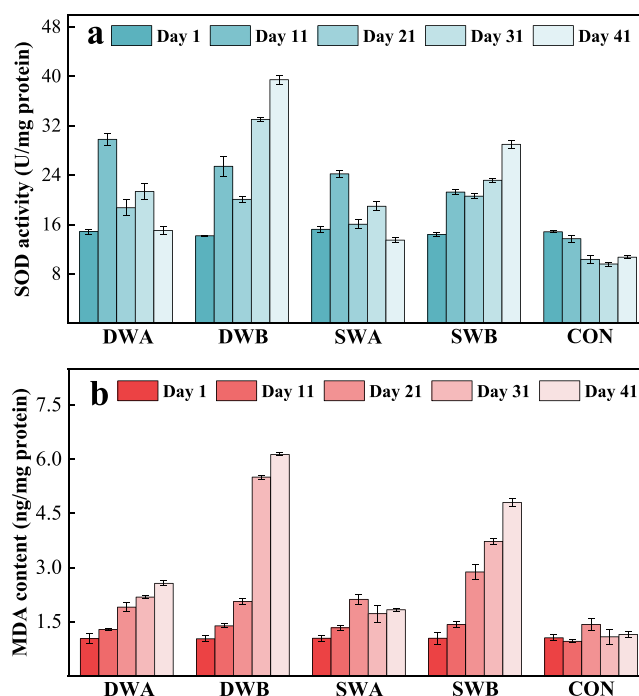 a
Day 1 Day 11 Day 21 Day 31 Day 41
SOD activity (U/mg protein)
48
40
32
24
16
8
DWA DWB SWA SWB CON
b
Day 1 Day 11 Day 21 Day 31 Day 41
MDA content (ng/mg protein)
7.5
6.0
4.5
3.0
1.5
DWA DWB SWA SWB CON